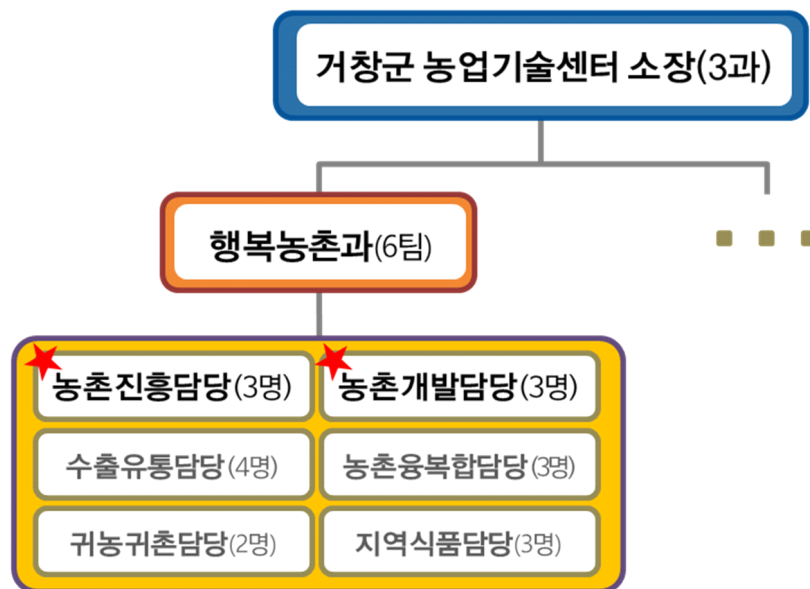 거창군 농업기술센터 소장(3과)
행복농촌과(6팀)
농촌진흥담당(3명)
농촌개발담당(3명)
수출유통담당(4명)
농촌융복합담당(3명)
귀농귀촌담당(2명)
지역식품담당(3명)